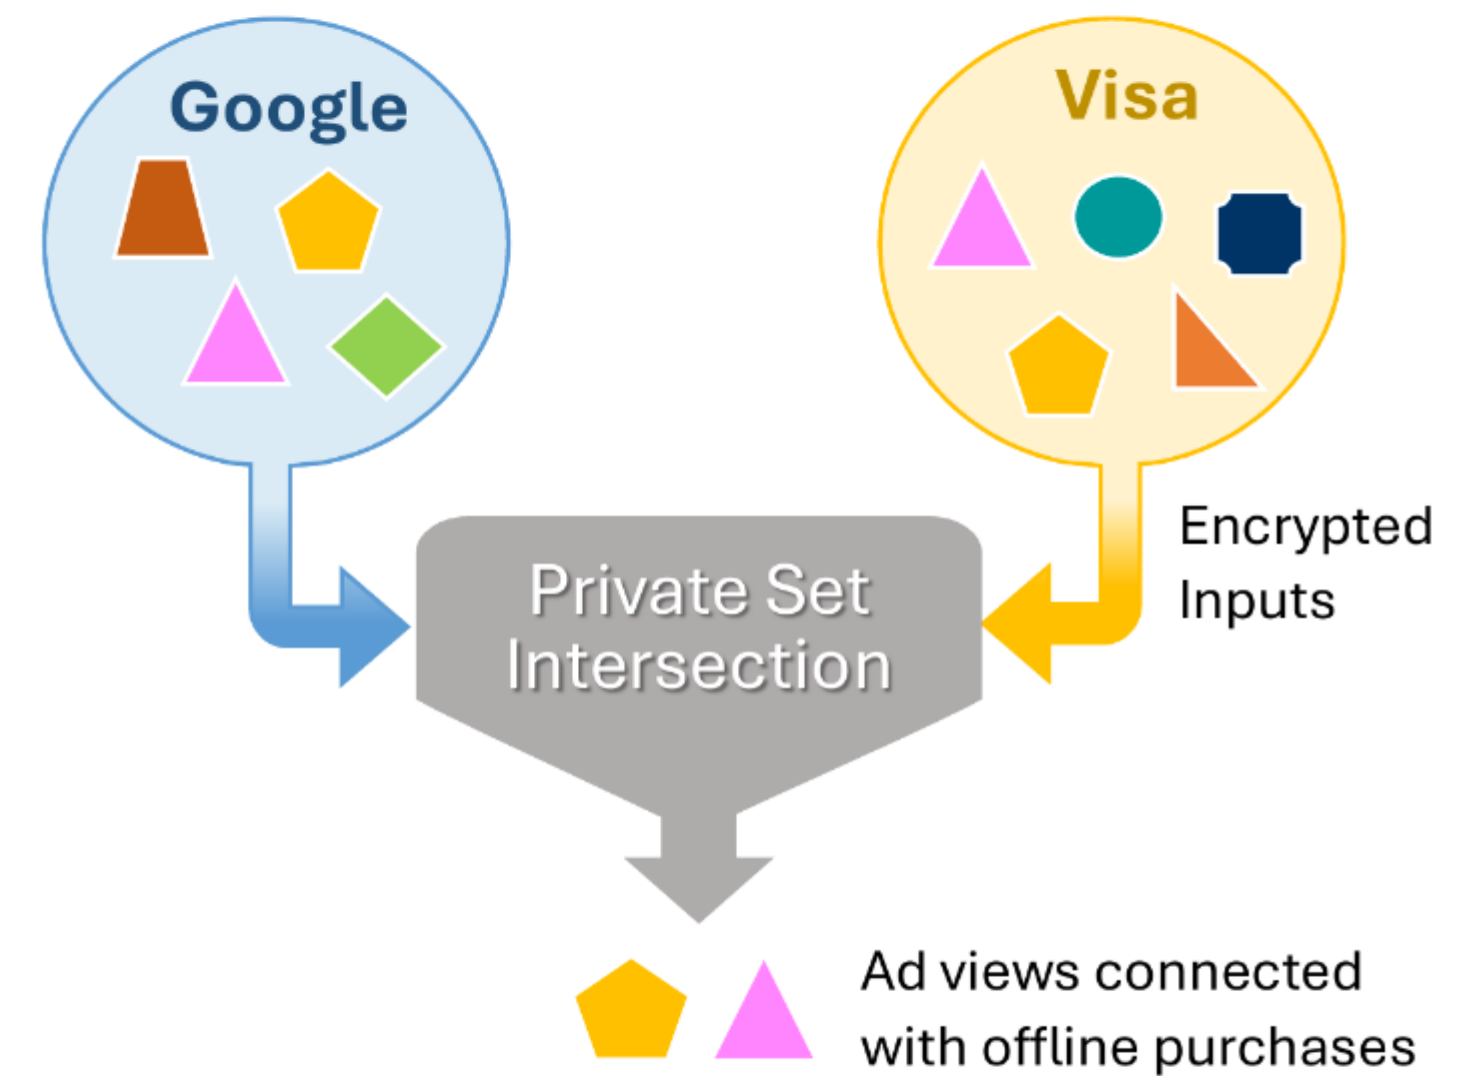 Google
Visa
Encrypted
Inputs
Private Set
Intersection
Ad views connected
with offline purchases